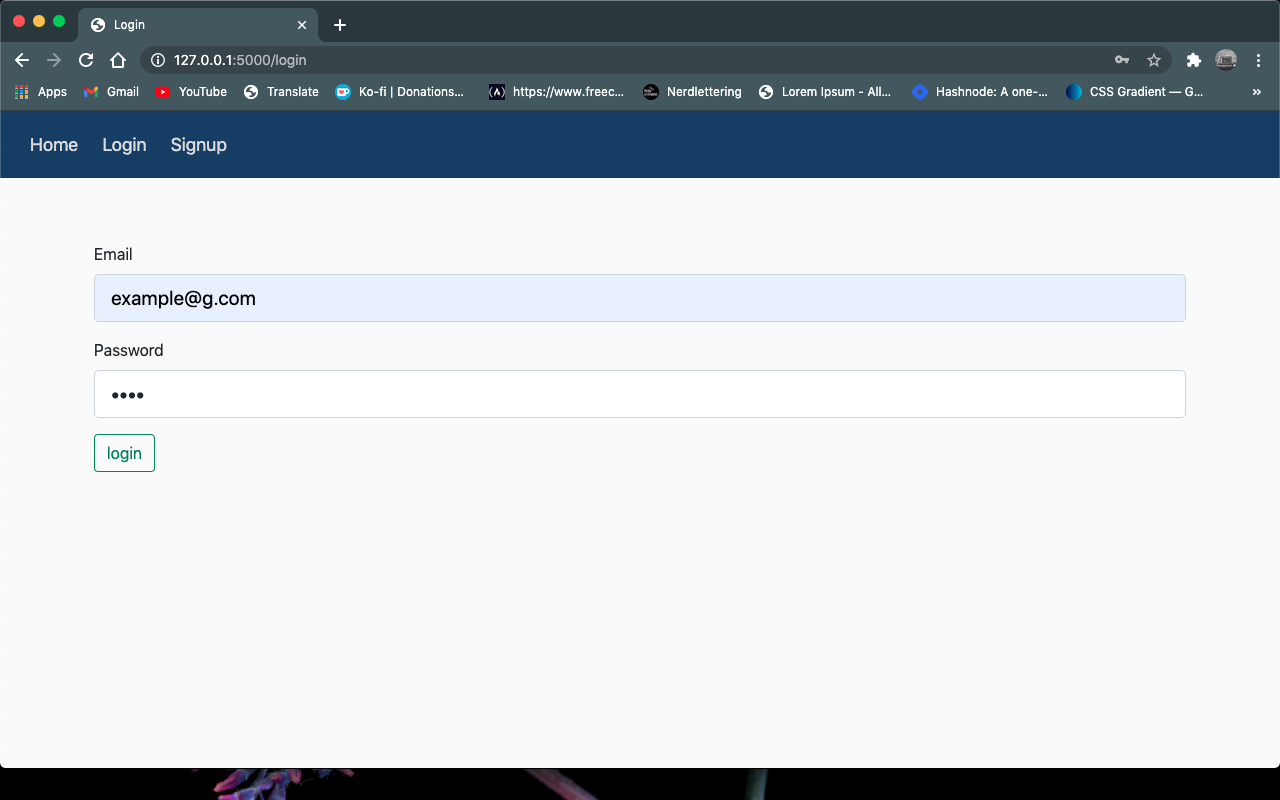 Login
127.0.0.1:5000/login
Apps Gmail YouTube Translate Ko-fi | Donations... https://www.freec... Nerdlettering Lorem Ipsum - All... Hashnode: A one-... CSS Gradient — G... »
Home Login Signup
Email
example@g.com
Password
••••
login